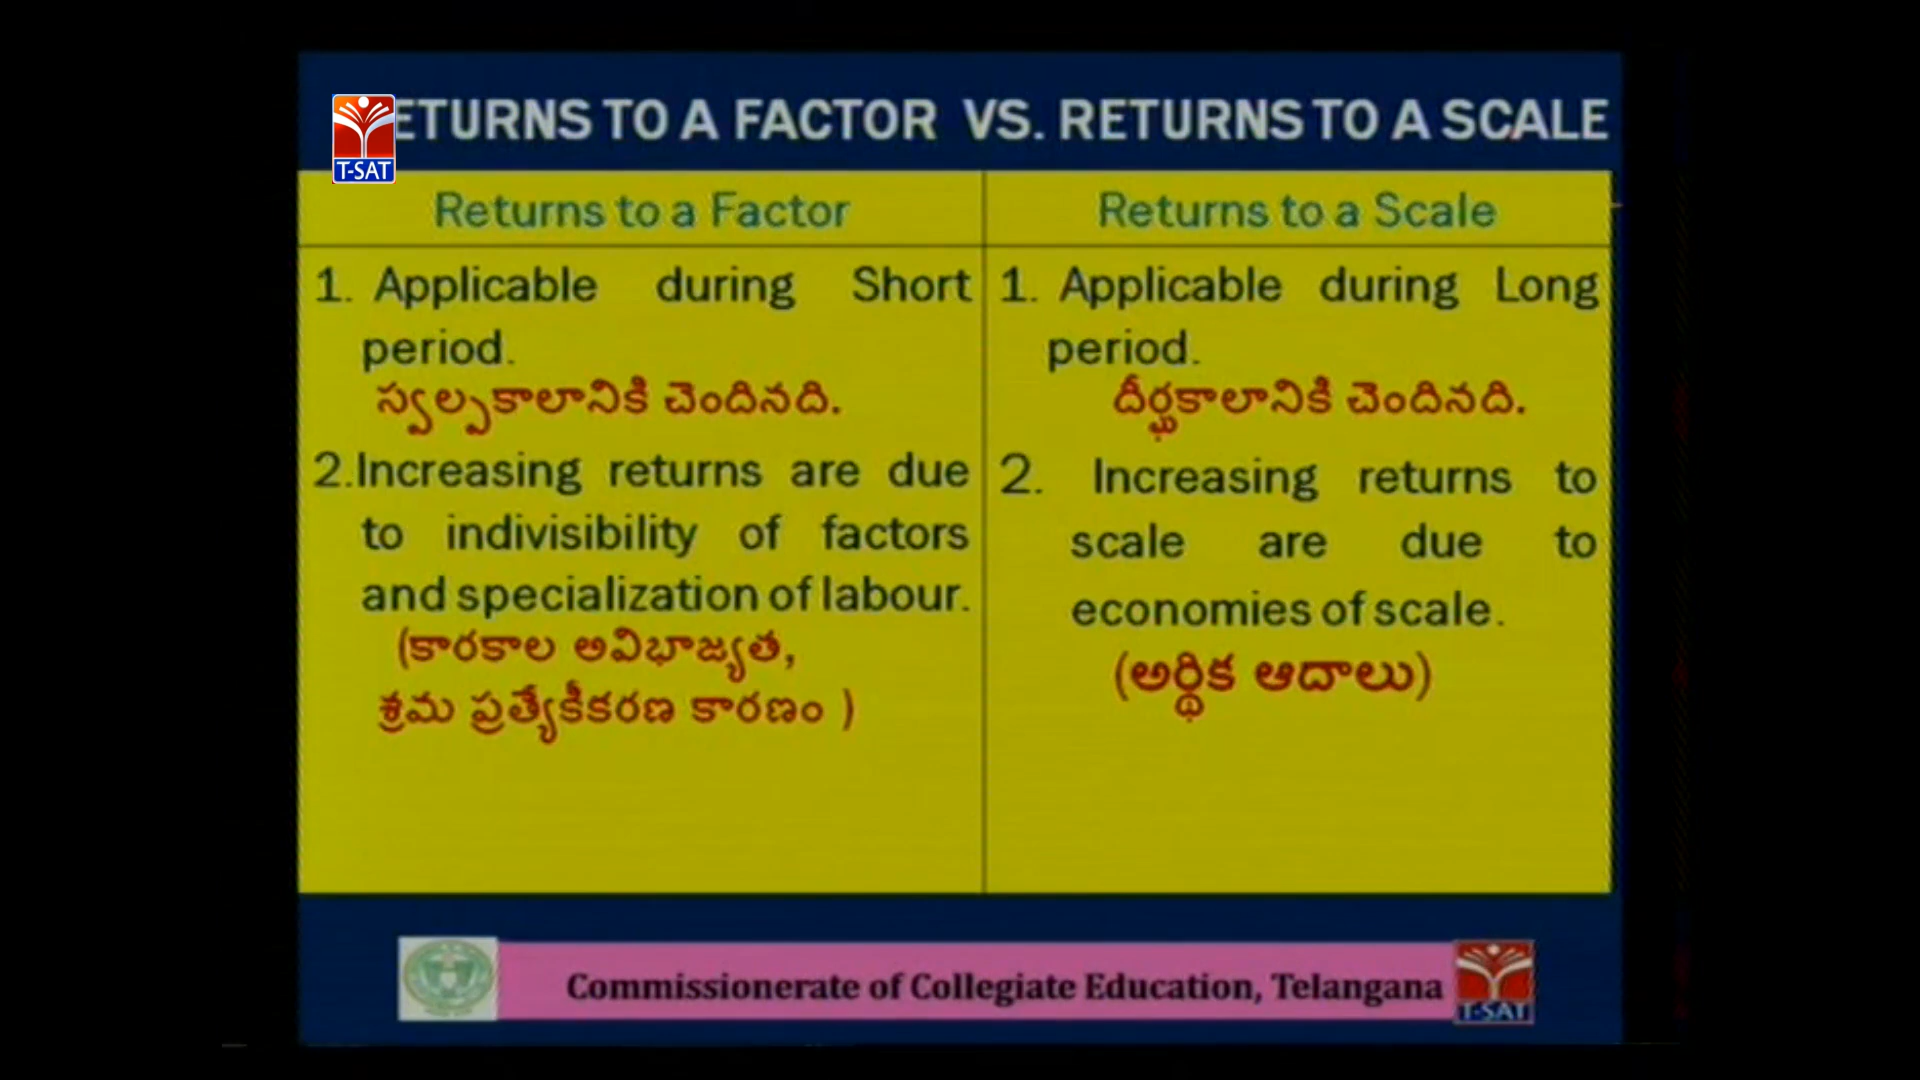 ETURNS TO A FACTOR VS. RETURNS TO A SCALE
T-SAT
Returns to a Factor
1. Applicable during Short
period.
స్వల్పకాలానికి చెందినది.
2.Increasing returns are due
to indivisibility of factors
and specialization of labour.
(కారకాల అవిభాజ్యత,
శ్రమ ప్రత్యేకీకరణ కారణం )
Returns to a Scale
1. Applicable during Long
period.
దీర్ఘకాలానికి చెందినది.
2. Increasing returns to
scale are due to
economies of scale.
(అర్థిక ఆదాలు)
Commissionerate of Collegiate Education, Telangana
T-SAT